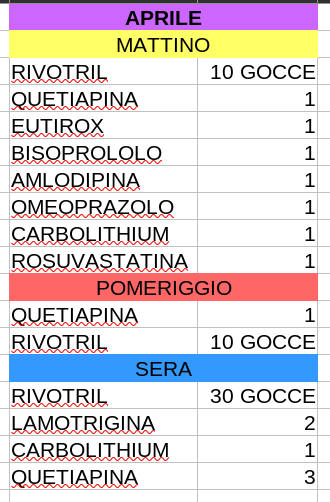 APRILE
MATTINO
RIVOTRIL 10 GOCCE
QUETIAPINA 1
EUTIROX 1
BISOPROLOLO 1
AMLODIPINA 1
OMEOPRAZOLO 1
CARBOLITHIUM 1
ROSUVASTATINA 1
POMERIGGIO
QUETIAPINA 1
RIVOTRIL 10 GOCCE
SERA
RIVOTRIL 30 GOCCE
LAMOTRIGINA 2
CARBOLITHIUM 1
QUETIAPINA 3